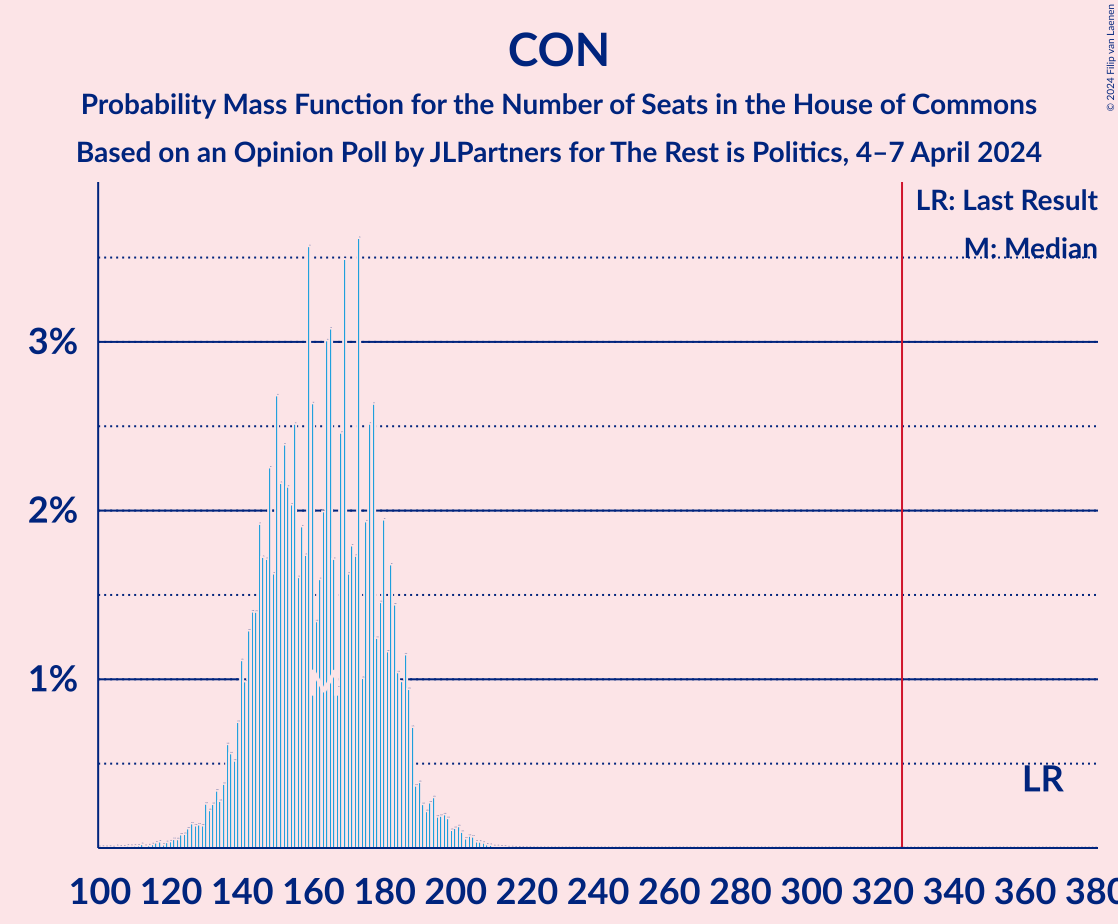 CON
Probability Mass Function for the Number of Seats in the House of Commons
Based on an Opinion Poll by JLPartners for The Rest is Politics, 4–7 April 2024
© 2024 Filip van Laenen
LR: Last Result
M: Median
3%
2%
1%
M
LR
100 120 140 160 180 200 220 240 260 280 300 320 340 360 380